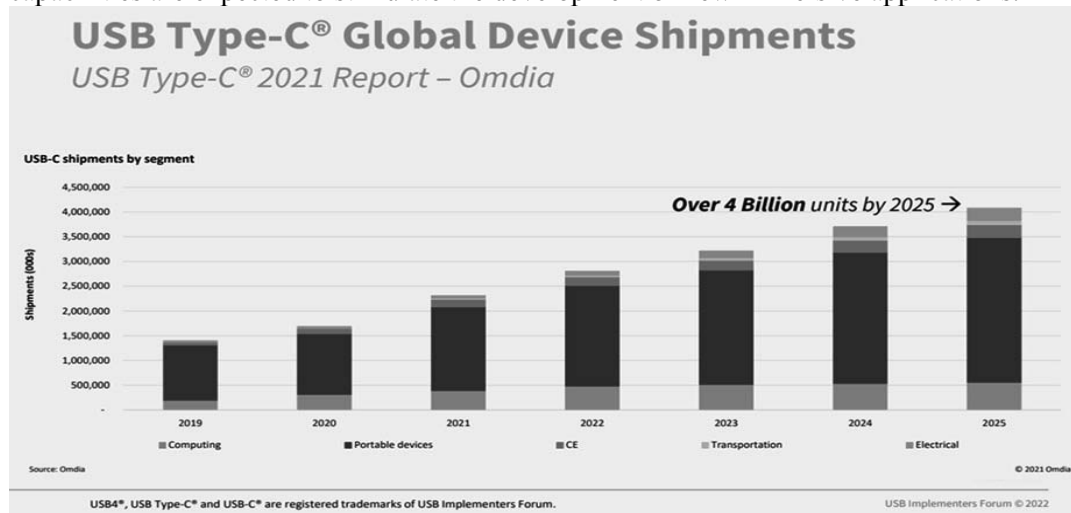 USB Type-C® Global Device Shipments
USB Type-C® 2021 Report – Omdia
USB-C shipments by segment
Shipments (000s)
4,500,000
4,000,000
3,500,000
3,000,000
2,500,000
2,000,000
1,500,000
1,000,000
500,000
-
Over 4 Billion units by 2025 →
2019 2020 2021 2022 2023 2024 2025
Computing Portable devices CE Transportation Electrical
Source: Omdia © 2021 Omdia
USB4®, USB Type-C® and USB-C® are registered trademarks of USB Implementers Forum. USB Implementers Forum © 2022